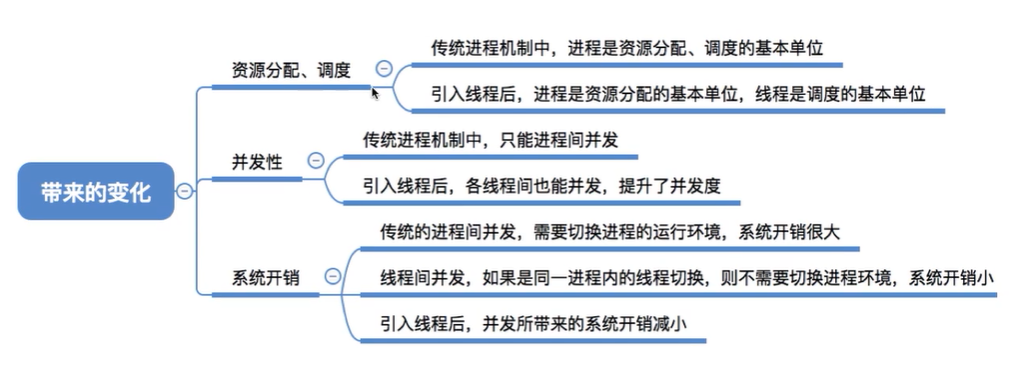 带来的变化
资源分配、调度
传统进程机制中，进程是资源分配、调度的基本单位
引入线程后，进程是资源分配的基本单位，线程是调度的基本单位
并发性
传统进程机制中，只能进程间并发
引入线程后，各线程间也能并发，提升了并发度
系统开销
传统的进程间并发，需要切换进程的运行环境，系统开销很大
线程间并发，如果是同一进程内的线程切换，则不需要切换进程环境，系统开销小
引入线程后，并发所带来的系统开销减小